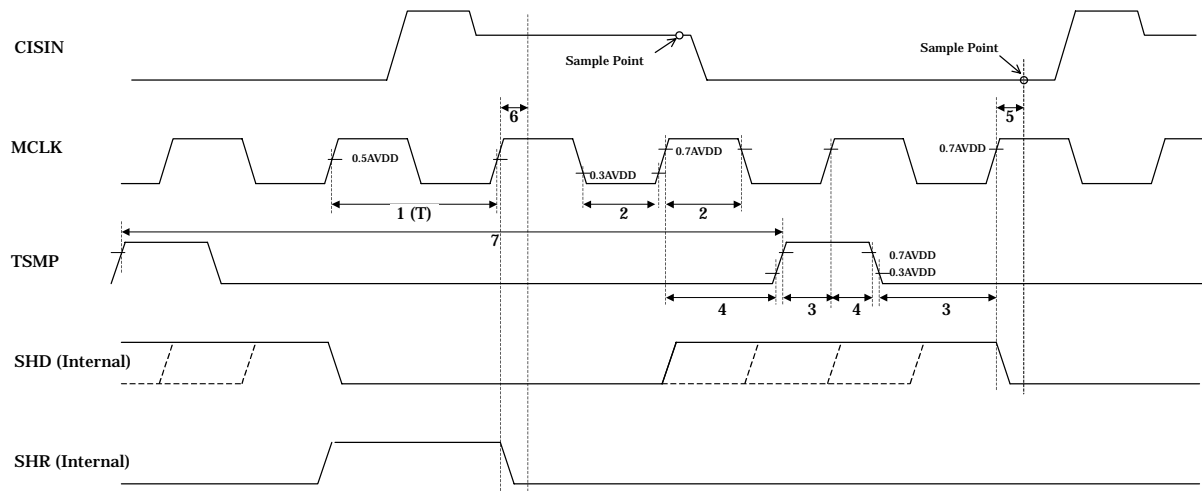 CISIN
Sample Point
Sample Point
6
5
MCLK
0.5AVDD
0.3AVDD
0.7AVDD
0.7AVDD
1 (T)
2
2
7
TSMP
0.7AVDD
0.3AVDD
4
3
4
3
SHD (Internal)
SHR (Internal)